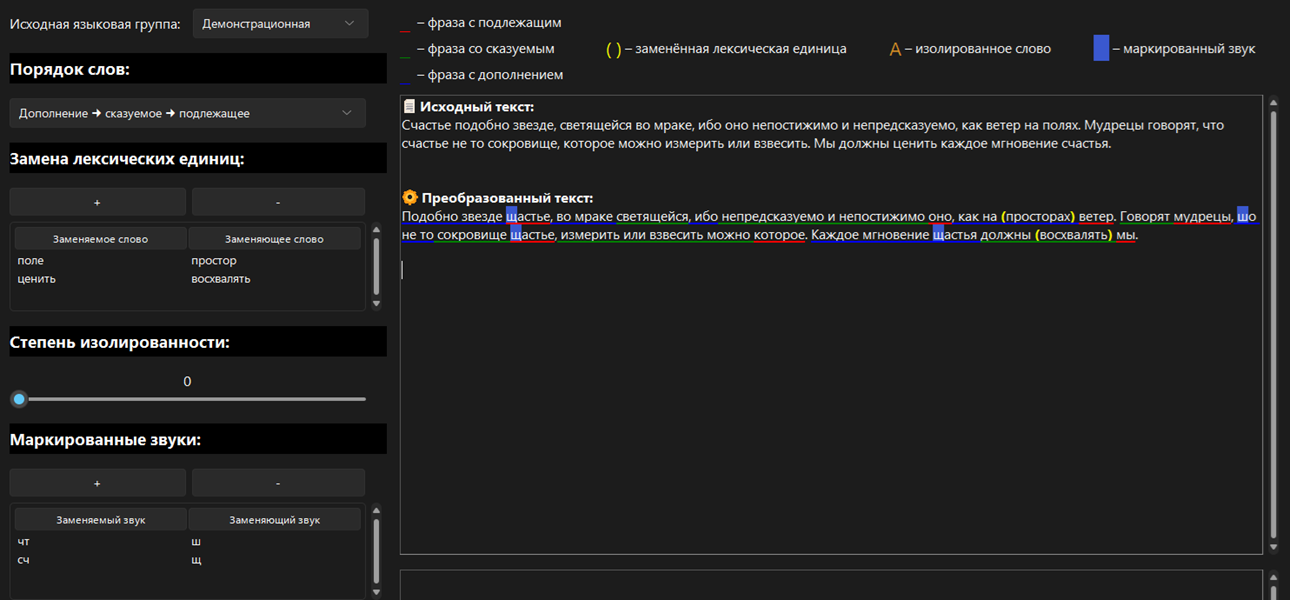 Исходная языковая группа: Демонстрационная
Порядок слов:
Дополнение ➜ сказуемое ➜ подлежащее
Замена лексических единиц:
+ -
Заменяемое слово Заменяющее слово
поле простор
ценить восхвалять
Степень изолированности:
0
Маркированные звуки:
+ -
Заменяемый звук Заменяющий звук
чт ш
сч щ
_ – фраза с подлежащим
_ – фраза со сказуемым ( ) – заменённая лексическая единица А – изолированное слово – маркированный звук
_ – фраза с дополнением
Исходный текст:
Счастье подобно звезде, светящейся во мраке, ибо оно непостижимо и непредсказуемо, как ветер на полях. Мудрецы говорят, что
счастье не то сокровище, которое можно измерить или взвесить. Мы должны ценить каждое мгновение счастья.
Преобразованный текст:
Подобно звезде щастье, во мраке светящейся, ибо непредсказуемо и непостижимо оно, как на (просторах) ветер. Говорят мудрецы, шо
не то сокровище щастье, измерить или взвесить можно которое. Каждое мгновение щастья должны (восхвалять) мы.